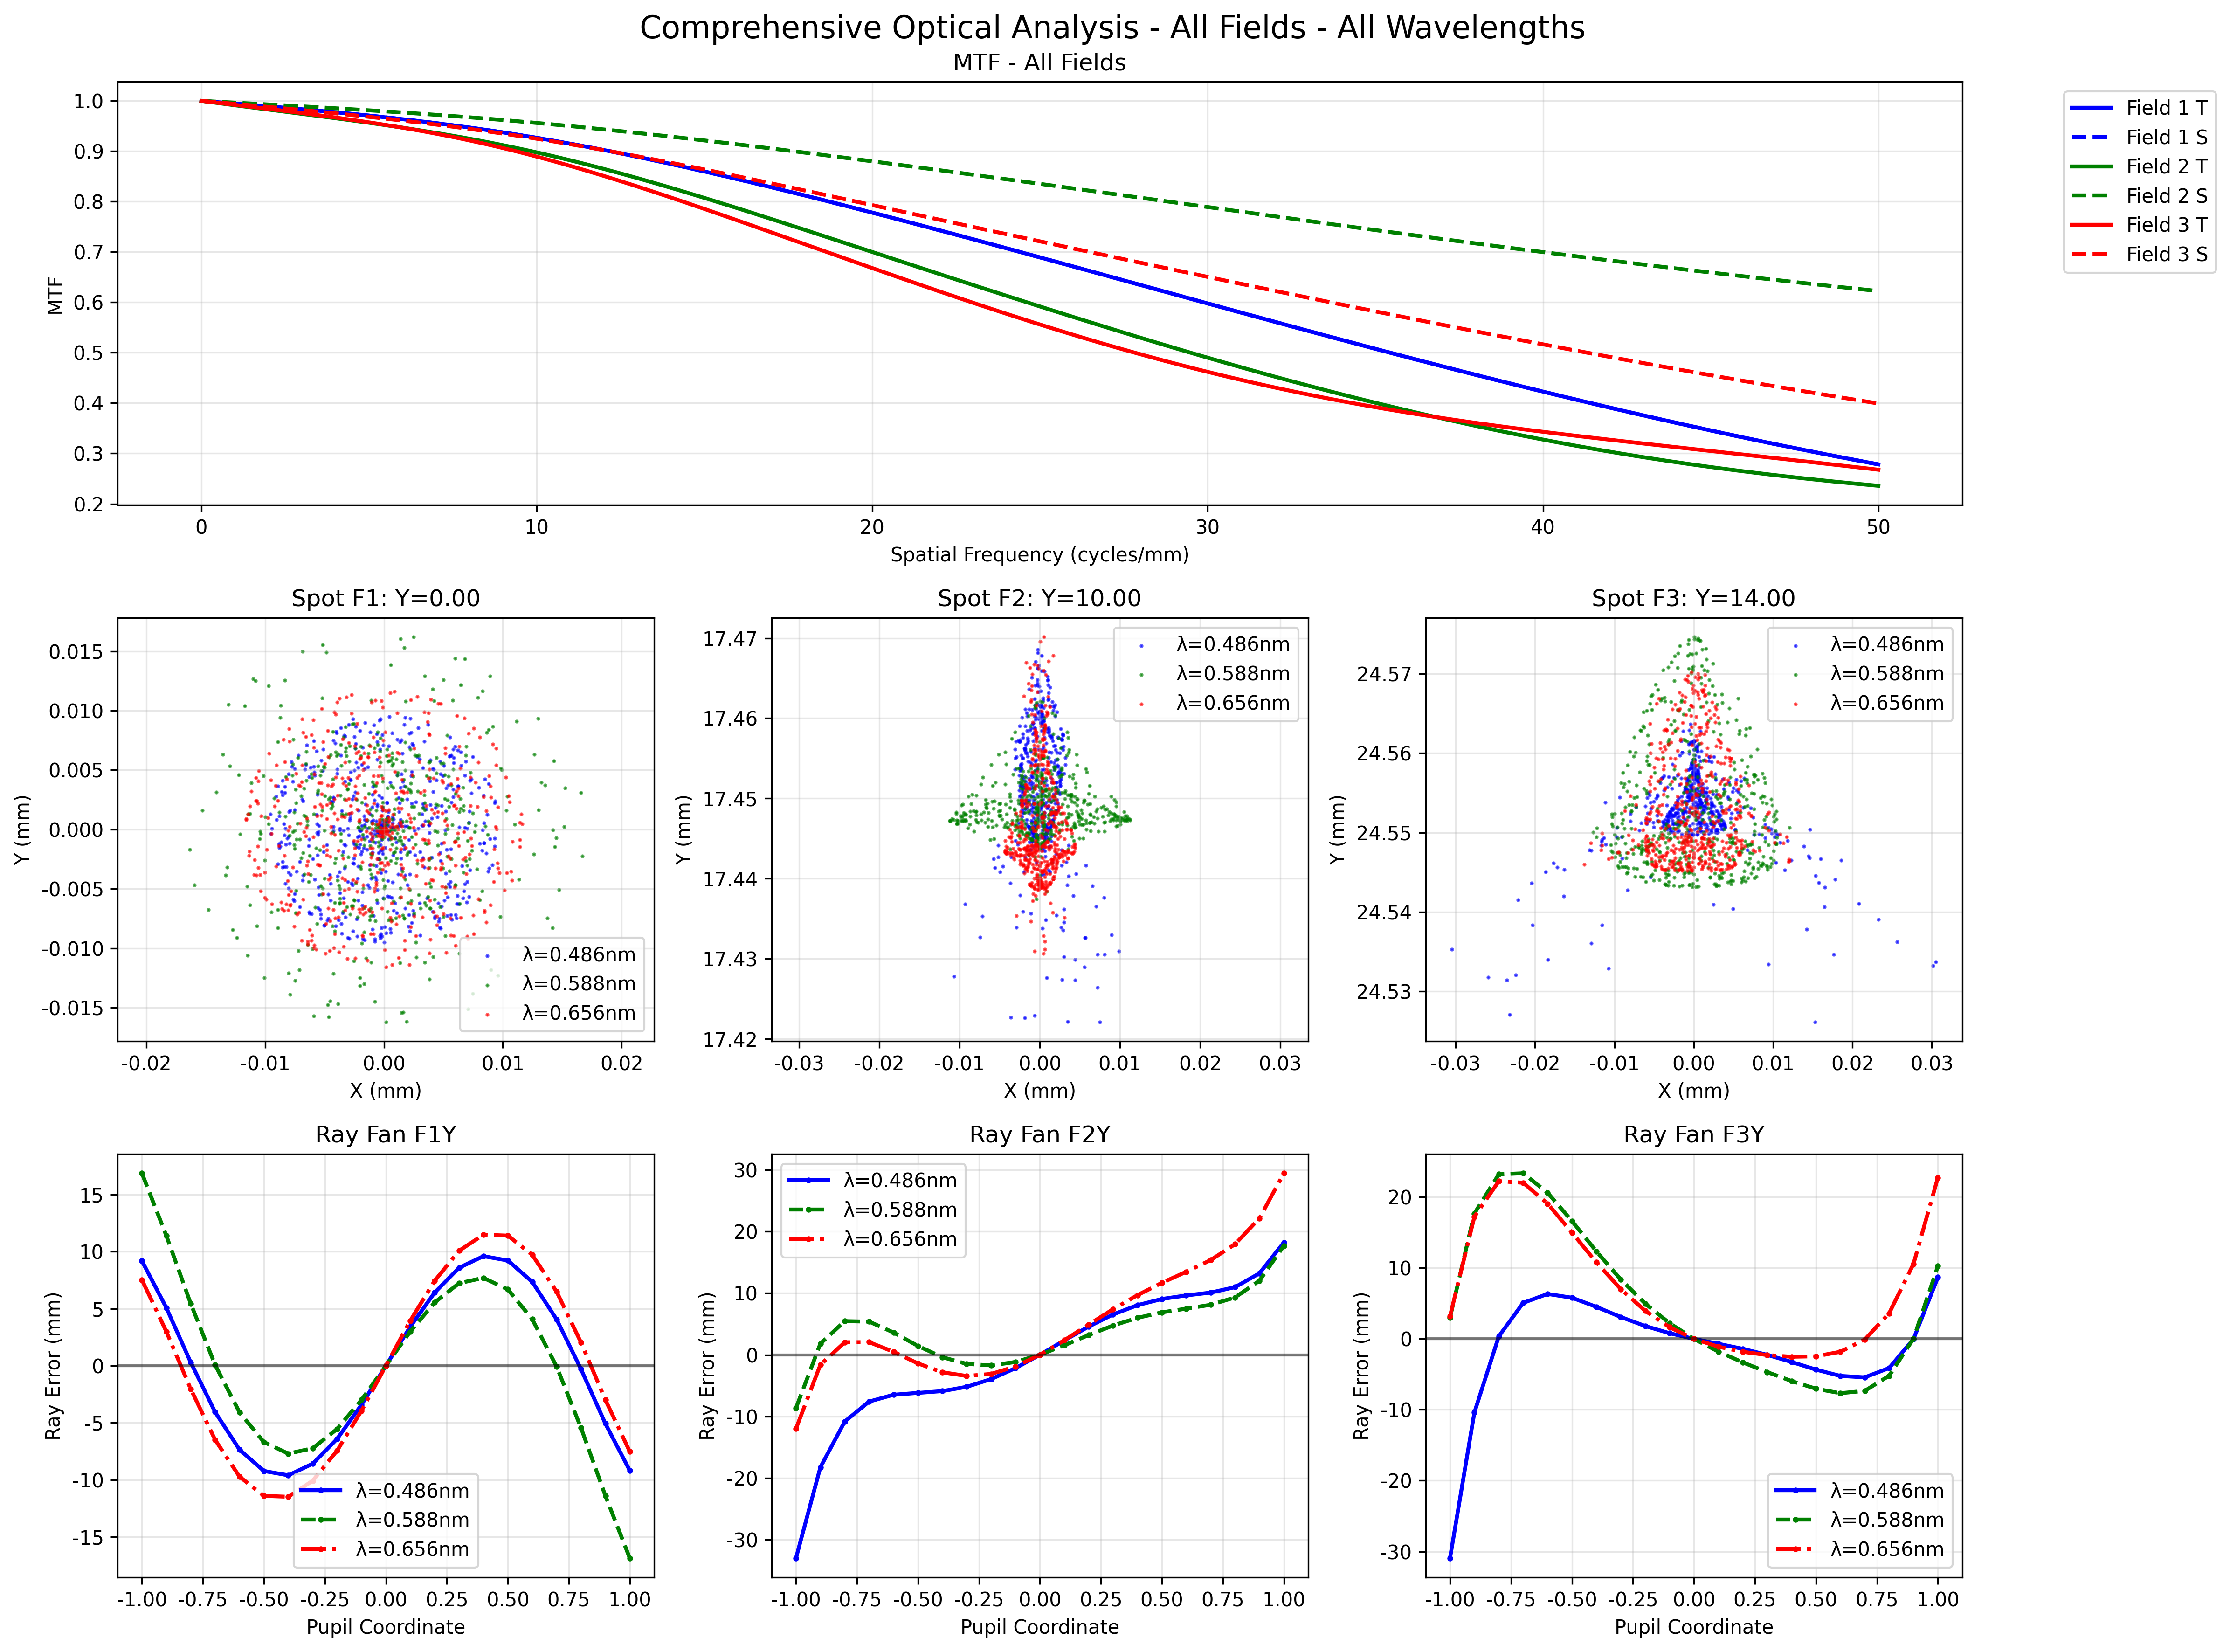 Comprehensive Optical Analysis - All Fields - All Wavelengths
MTF - All Fields
MTF
1.0
0.9
0.8
0.7
0.6
0.5
0.4
0.3
0.2
0
10
20
30
40
50
Spatial Frequency (cycles/mm)
Field 1 T
Field 1 S
Field 2 T
Field 2 S
Field 3 T
Field 3 S
Spot F1: Y=0.00
Y (mm)
0.015
0.010
0.005
0.000
-0.005
-0.010
-0.015
λ=0.486nm
λ=0.588nm
λ=0.656nm
-0.02
-0.01
0.00
0.01
0.02
X (mm)
Spot F2: Y=10.00
Y (mm)
17.47
17.46
17.45
17.44
17.43
17.42
λ=0.486nm
λ=0.588nm
λ=0.656nm
-0.03
-0.02
-0.01
0.00
0.01
0.02
0.03
X (mm)
Spot F3: Y=14.00
Y (mm)
24.57
24.56
24.55
24.54
24.53
λ=0.486nm
λ=0.588nm
λ=0.656nm
-0.03
-0.02
-0.01
0.00
0.01
0.02
0.03
X (mm)
Ray Fan F1Y
Ray Error (mm)
15
10
5
0
-5
-10
-15
λ=0.486nm
λ=0.588nm
λ=0.656nm
-1.00
-0.75
-0.50
-0.25
0.00
0.25
0.50
0.75
1.00
Pupil Coordinate
Ray Fan F2Y
Ray Error (mm)
30
20
10
0
-10
-20
-30
λ=0.486nm
λ=0.588nm
λ=0.656nm
-1.00
-0.75
-0.50
-0.25
0.00
0.25
0.50
0.75
1.00
Pupil Coordinate
Ray Fan F3Y
Ray Error (mm)
20
10
0
-10
-20
-30
λ=0.486nm
λ=0.588nm
λ=0.656nm
-1.00
-0.75
-0.50
-0.25
0.00
0.25
0.50
0.75
1.00
Pupil Coordinate